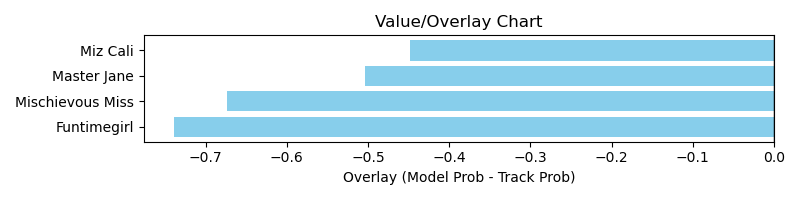 Value/Overlay Chart
Miz Cali
Master Jane
Mischievous Miss
Funtimegirl
−0.7 −0.6 −0.5 −0.4 −0.3 −0.2 −0.1 0.0
Overlay (Model Prob - Track Prob)